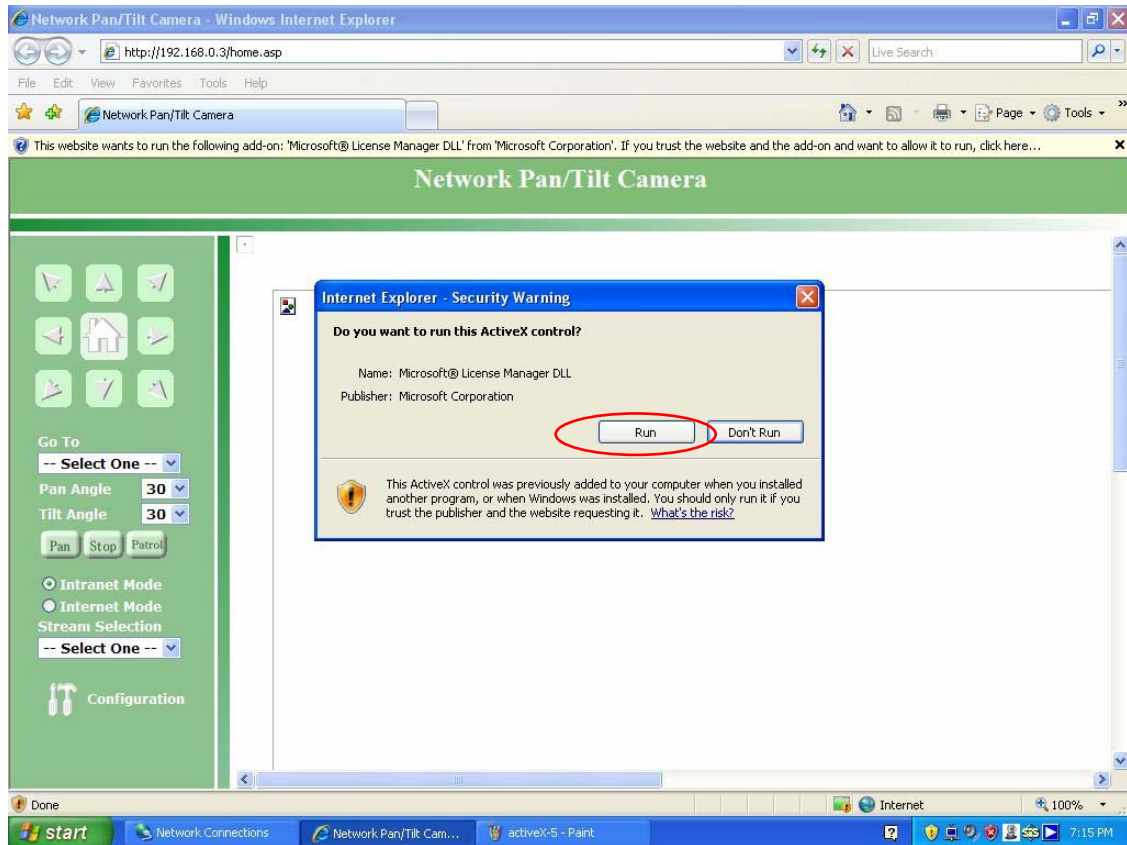 Network Pan/Tilt Camera - Windows Internet Explorer
http://192.168.0.3/home.asp
Live Search
File Edit View Favorites Tools Help
Network Pan/Tilt Camera
Page Tools »
This website wants to run the following add-on: 'Microsoft® License Manager DLL' from 'Microsoft Corporation'. If you trust the website and the add-on and want to allow it to run, click here...
Network Pan/Tilt Camera
Internet Explorer - Security Warning
Do you want to run this ActiveX control?
Name: Microsoft® License Manager DLL
Publisher: Microsoft Corporation
Run Don't Run
This ActiveX control was previously added to your computer when you installed
another program, or when Windows was installed. You should only run it if you
trust the publisher and the website requesting it. What's the risk?
Go To
-- Select One --
Pan Angle 30
Tilt Angle 30
Pan Stop Patrol
Intranet Mode
Internet Mode
Stream Selection
-- Select One --
IT Configuration
Done Internet 100%
start Network Connections Network Pan/Tilt Cam... activeX-5 - Paint SiS 7:15 PM